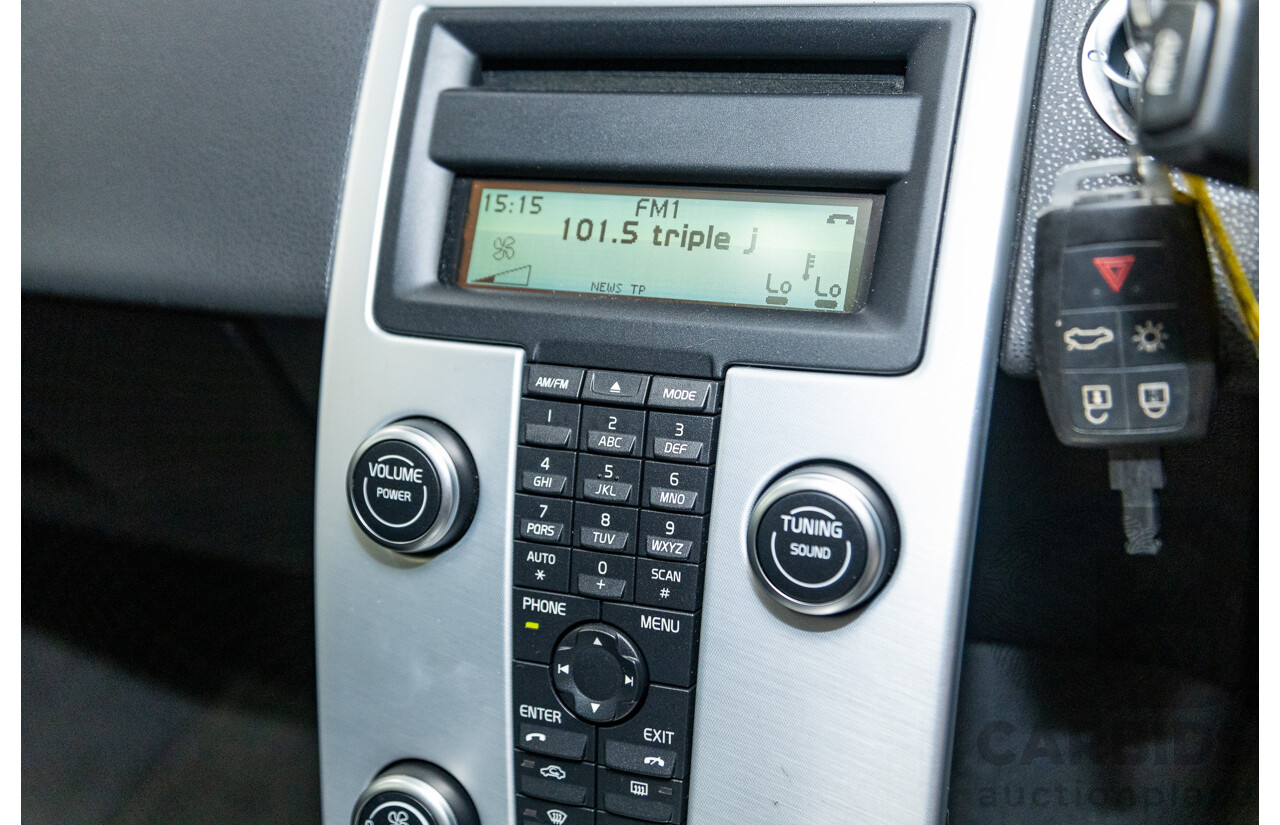 15:15 FM1
101.5 triple j
Lo Lo
NEWS TP
AM/FM MODE
1 2 3
ABC DEF
4 5 6
GHI JKL MNO
7 8 9
PQRS TUV WXYZ
AUTO 0 SCAN
* + #
VOLUME
POWER
TUNING
SOUND
PHONE MENU
ENTER EXIT